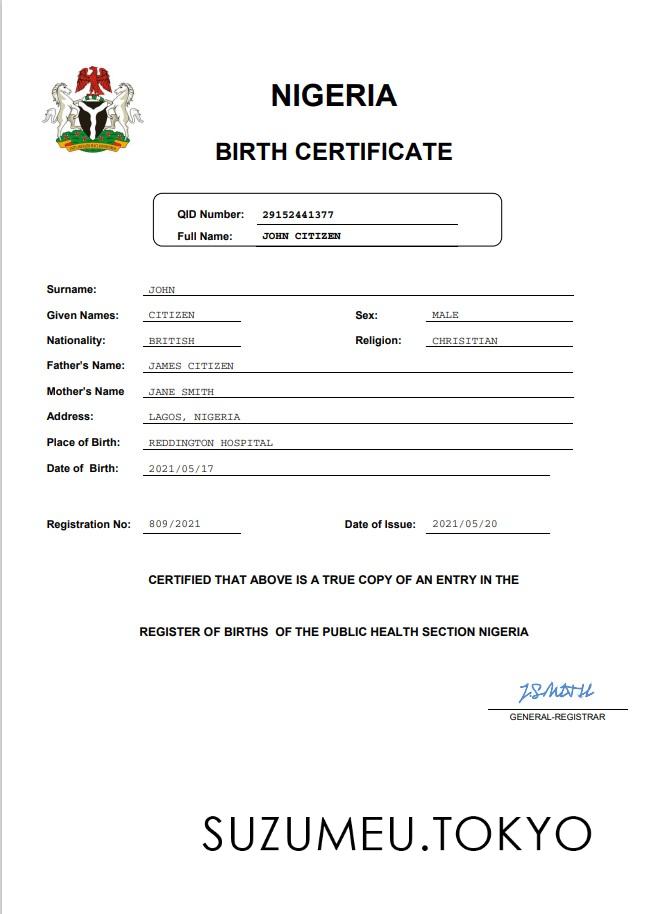 NIGERIA
BIRTH CERTIFICATE
QID Number: 29152441377
Full Name: JOHN CITIZEN
Surname: JOHN
Given Names: CITIZEN Sex: MALE
Nationality: BRITISH Religion: CHRISITIAN
Father's Name: JAMES CITIZEN
Mother's Name JANE SMITH
Address: LAGOS, NIGERIA
Place of Birth: REDDINGTON HOSPITAL
Date of Birth: 2021/05/17
Registration No: 809/2021 Date of Issue: 2021/05/20
CERTIFIED THAT ABOVE IS A TRUE COPY OF AN ENTRY IN THE
REGISTER OF BIRTHS OF THE PUBLIC HEALTH SECTION NIGERIA
J.SMITH
GENERAL-REGISTRAR
SUZUMEU.TOKYO